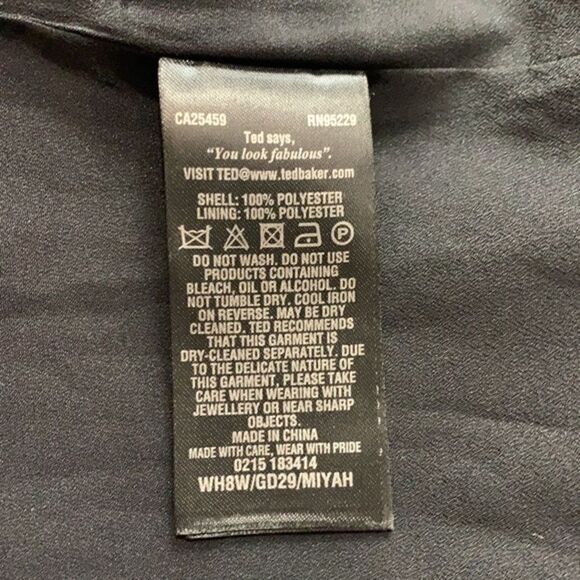 CA25459 RN95229
Ted says,
"You look fabulous".
VISIT TED@www.tedbaker.com
SHELL: 100% POLYESTER
LINING: 100% POLYESTER
P
DO NOT WASH. DO NOT USE
PRODUCTS CONTAINING
BLEACH, OIL OR ALCOHOL. DO
NOT TUMBLE DRY. COOL IRON
ON REVERSE. MAY BE DRY
CLEANED. TED RECOMMENDS
THAT THIS GARMENT IS
DRY-CLEANED SEPARATELY. DUE
TO THE DELICATE NATURE OF
THIS GARMENT, PLEASE TAKE
CARE WHEN WEARING WITH
JEWELLERY OR NEAR SHARP
OBJECTS.
MADE IN CHINA
MADE WITH CARE, WEAR WITH PRIDE
0215 183414
WH8W/GD29/MIYAH